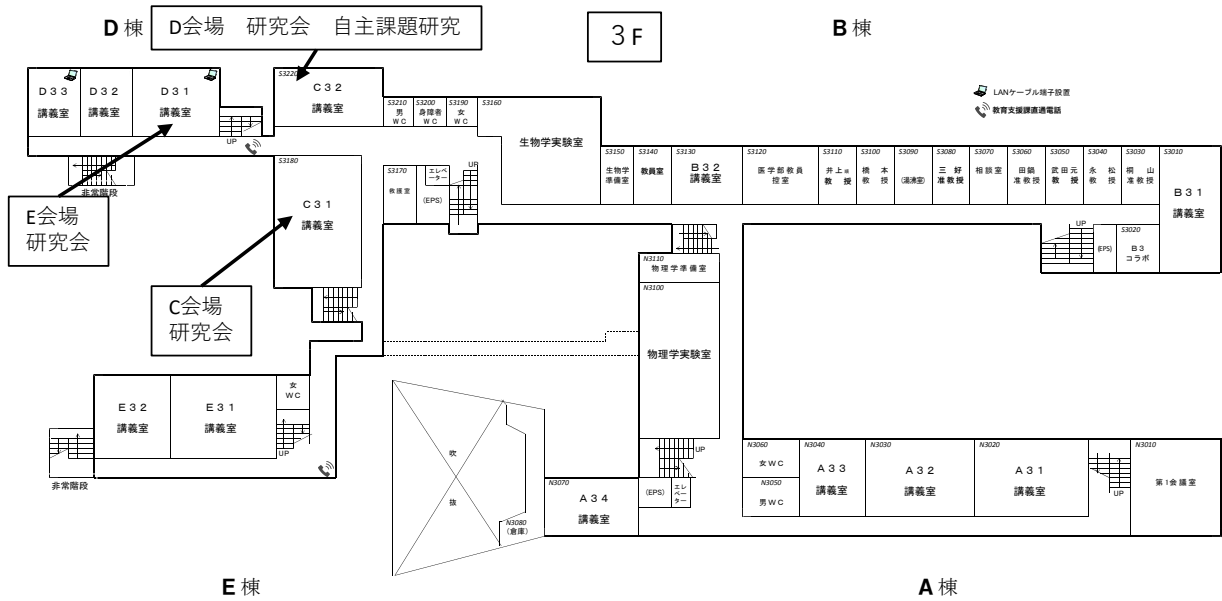 D 棟
D会場　研究会　自主課題研究
３F
B 棟
LANケーブル端子設置
教育支援課直通電話
D３３
講義室
D３２
講義室
D３１
講義室
UP
S3220
C３２
講義室
S3210
男
WC
S3200
身障者
WC
S3190
女
WC
S3160
生物学実験室
S3150
生物学
準備室
S3140
教員室
S3130
B３２
講義室
S3120
医学部教員
控室
S3110
井上
教授
S3100
橋本
教授
S3090
(湯沸室)
S3080
三好
准教授
S3070
相談室
S3060
田鍋
准教授
S3050
武田元
教授
S3040
永松
教授
S3030
桐山
准教授
S3010
B３１
講義室
UP
(EPS)
S3020
B３
コラボ
非常階段
E会場
研究会
S3180
C３１
講義室
S3170
教援室
エレベーター
(EPS)
UP
C会場
研究会
N3110
物理学準備室
N3100
物理学実験室
UP
(EPS)
エレベーター
E３２
講義室
E３１
講義室
女
WC
UP
非常階段
吹
抜
N3080
(倉庫)
N3070
A３４
講義室
N3060
女WC
N3050
男WC
N3040
A３３
講義室
N3030
A３２
講義室
N3020
A３１
講義室
UP
N3010
第1会議室
E 棟
A 棟